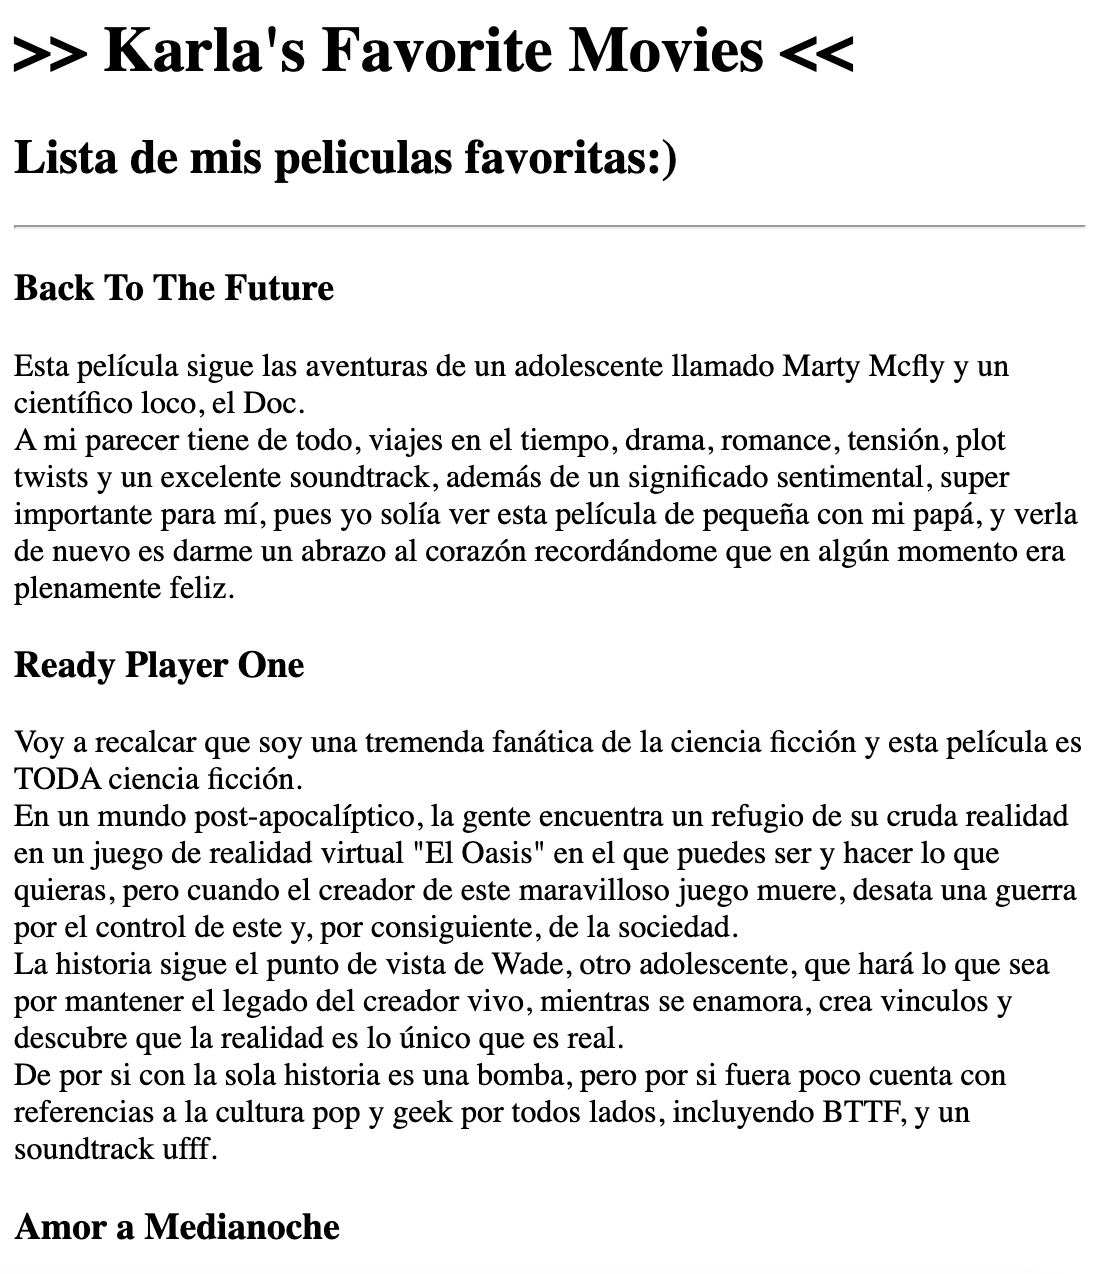 >> Karla's Favorite Movies <<
Lista de mis peliculas favoritas:)
Back To The Future
Esta película sigue las aventuras de un adolescente llamado Marty Mcfly y un
científico loco, el Doc.
A mi parecer tiene de todo, viajes en el tiempo, drama, romance, tensión, plot
twists y un excelente soundtrack, además de un significado sentimental, super
importante para mí, pues yo solía ver esta película de pequeña con mi papá, y verla
de nuevo es darme un abrazo al corazón recordándome que en algún momento era
plenamente feliz.
Ready Player One
Voy a recalcar que soy una tremenda fanática de la ciencia ficción y esta película es
TODA ciencia ficción.
En un mundo post-apocalíptico, la gente encuentra un refugio de su cruda realidad
en un juego de realidad virtual "El Oasis" en el que puedes ser y hacer lo que
quieras, pero cuando el creador de este maravilloso juego muere, desata una guerra
por el control de este y, por consiguiente, de la sociedad.
La historia sigue el punto de vista de Wade, otro adolescente, que hará lo que sea
por mantener el legado del creador vivo, mientras se enamora, crea vinculos y
descubre que la realidad es lo único que es real.
De por si con la sola historia es una bomba, pero por si fuera poco cuenta con
referencias a la cultura pop y geek por todos lados, incluyendo BTTF, y un
soundtrack ufff.
Amor a Medianoche